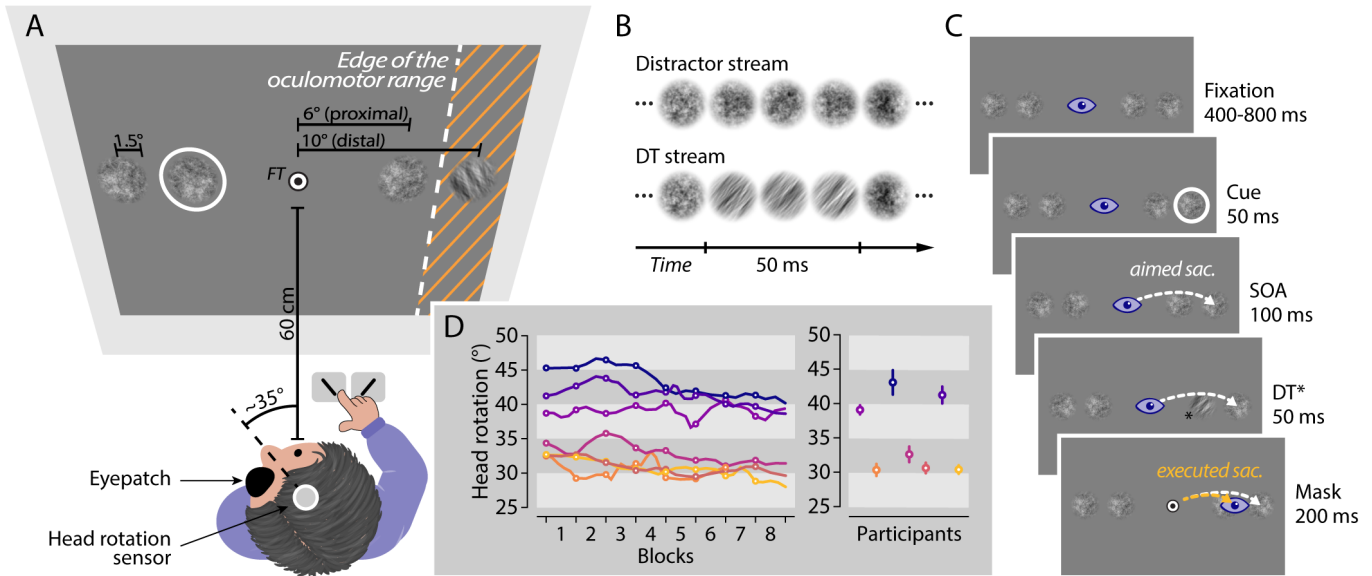 A
Edge of the
oculomotor range
6° (proximal)
10° (distal)
1.5°
FT
60 cm
~35°
Eyepatch
Head rotation
sensor
B
Distractor stream
... ...
DT stream
... ...
Time 50 ms
C
Fixation
400-800 ms
Cue
50 ms
aimed sac.
SOA
100 ms
DT*
50 ms
*
executed sac.
Mask
200 ms
D
Head rotation (°)
50
45
40
35
30
25
1 2 3 4 5 6 7 8
Blocks
50
45
40
35
30
25
Participants